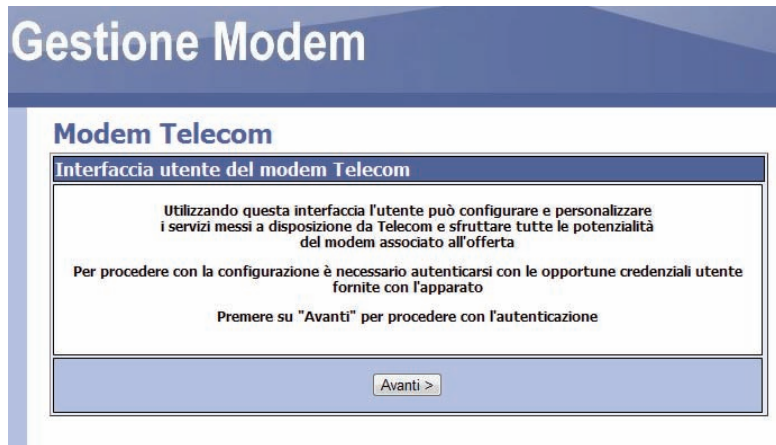 Gestione Modem
Modem Telecom
Interfaccia utente del modem Telecom
Utilizzando questa interfaccia l'utente può configurare e personalizzare
i servizi messi a disposizione da Telecom e sfruttare tutte le potenzialità
del modem associato all'offerta
Per procedere con la configurazione è necessario autenticarsi con le opportune credenziali utente
fornite con l'apparato
Premere su "Avanti" per procedere con l'autenticazione
Avanti >